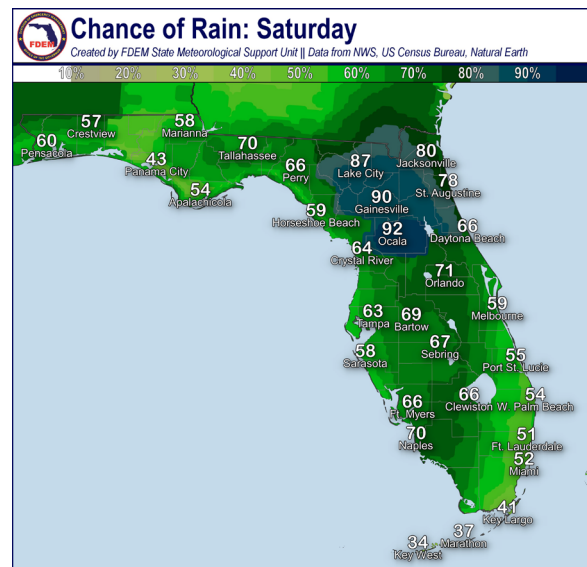 Chance of Rain: Saturday
Created by FDEM State Meteorological Support Unit || Data from NWS, US Census Bureau, Natural Earth
FDEM
10% 20% 30% 40% 50% 60% 70% 80% 90%
57
Crestview
58
Marianna
60
Pensacola
43
Panama City
70
Tallahassee
54
Apalachicola
66
Perry
87
Lake City
80
Jacksonville
78
St. Augustine
90
Gainesville
59
Horseshoe Beach
92
Ocala
66
Daytona Beach
64
Crystal River
71
Orlando
59
Melbourne
63
Tampa
69
Bartow
67
Sebring
58
Sarasota
55
Port St. Lucie
66
Ft. Myers
66
Clewiston
54
W. Palm Beach
70
Naples
51
Ft. Lauderdale
52
Miami
41
Key Largo
37
Marathon
34
Key West